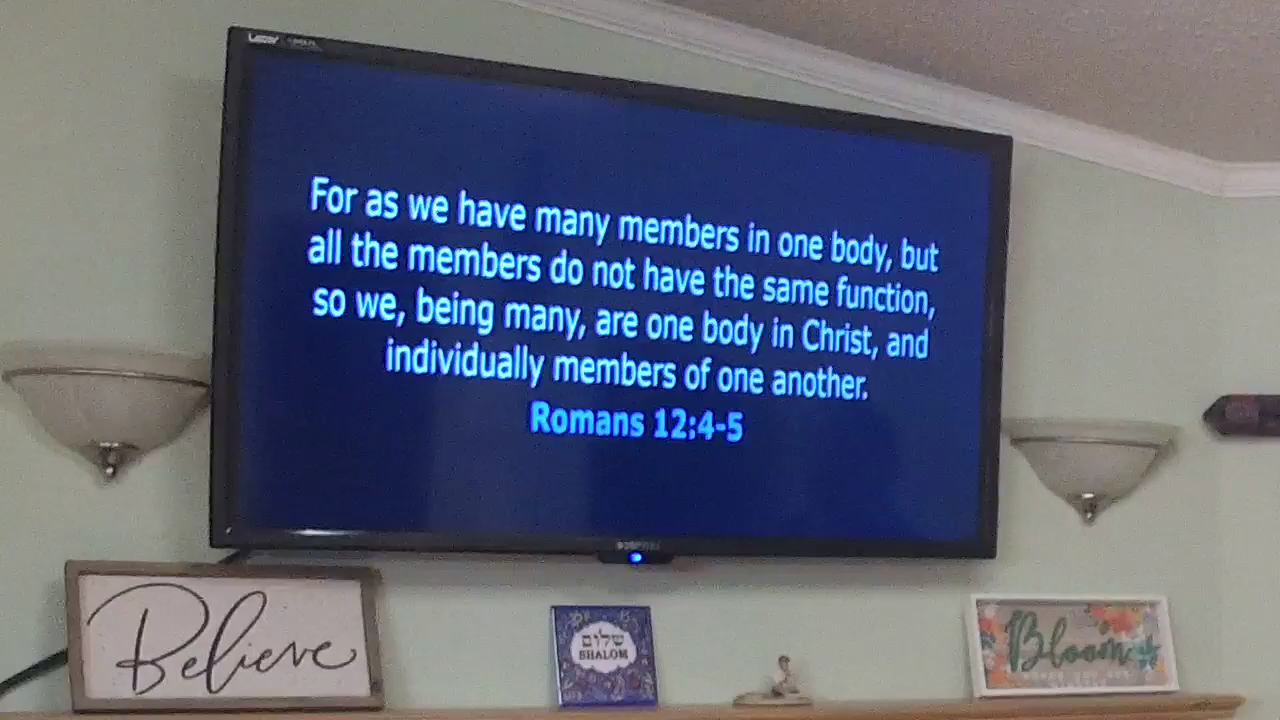 For as we have many members in one body, but
all the members do not have the same function,
so we, being many, are one body in Christ, and
individually members of one another.
Romans 12:4-5
Believe
שלום
SHALOM
Bloom